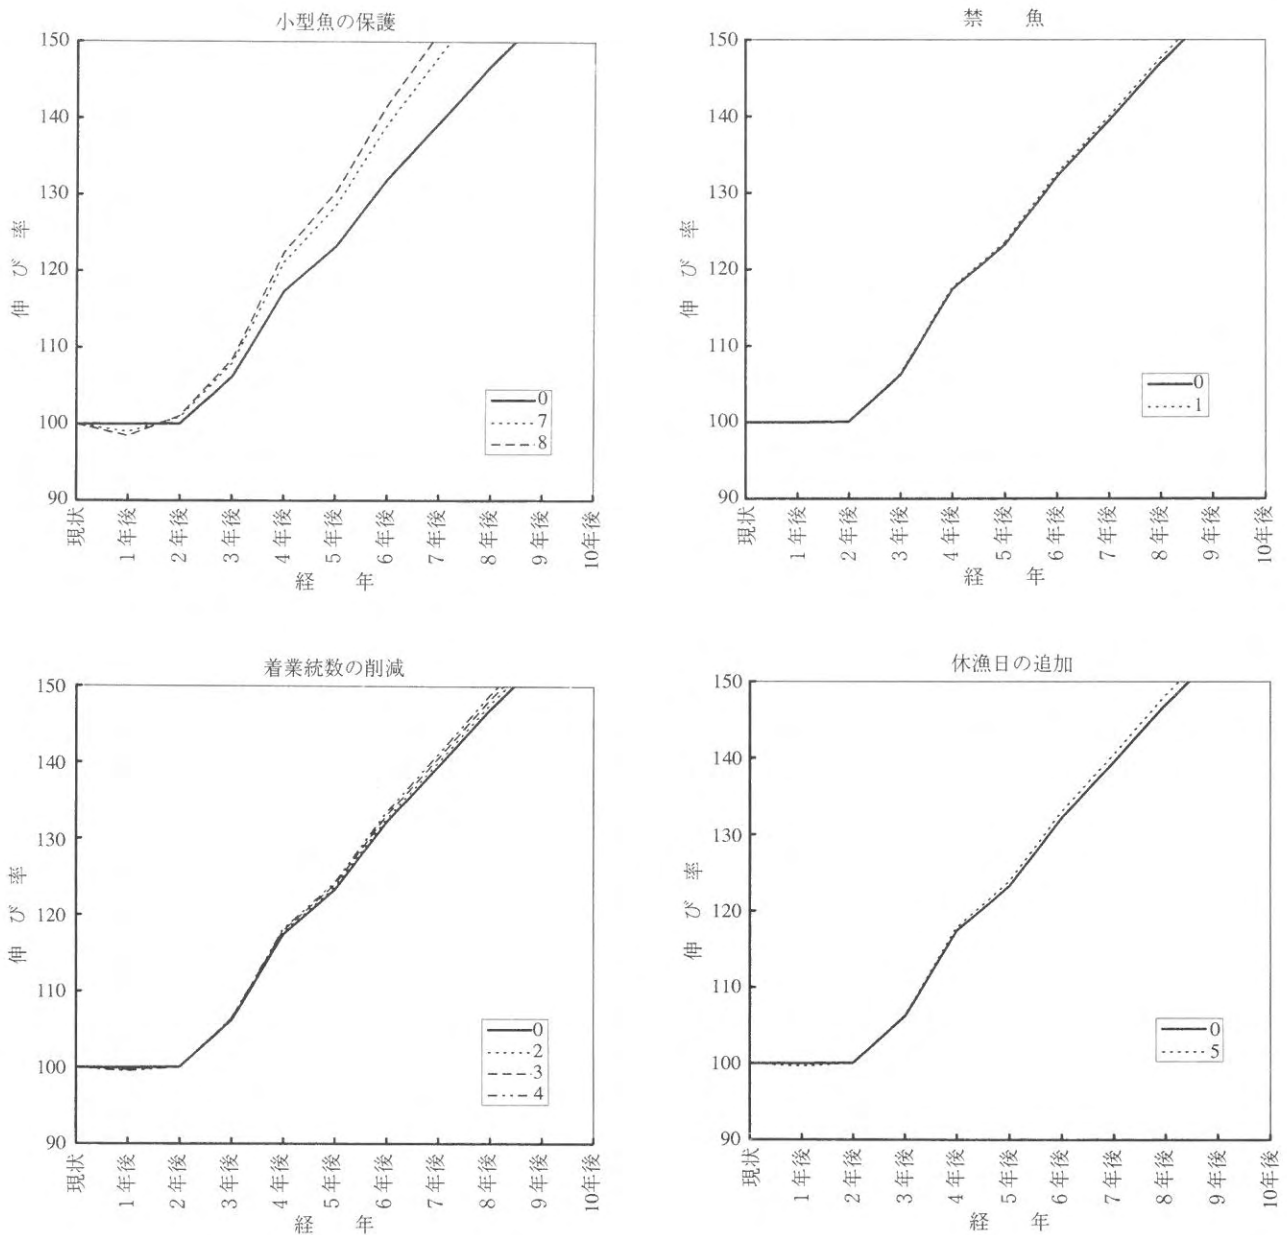 小型魚の保護
150
140
130
120
110
100
90
伸び率
0
7
8
現状
1年後
2年後
3年後
4年後
5年後
6年後
7年後
8年後
9年後
10年後
経　年
禁　魚
150
140
130
120
110
100
90
伸び率
0
1
現状
1年後
2年後
3年後
4年後
5年後
6年後
7年後
8年後
9年後
10年後
経　年
着業統数の削減
150
140
130
120
110
100
90
伸び率
0
2
3
4
現状
1年後
2年後
3年後
4年後
5年後
6年後
7年後
8年後
9年後
10年後
経　年
休漁日の追加
150
140
130
120
110
100
90
伸び率
0
5
現状
1年後
2年後
3年後
4年後
5年後
6年後
7年後
8年後
9年後
10年後
経　年